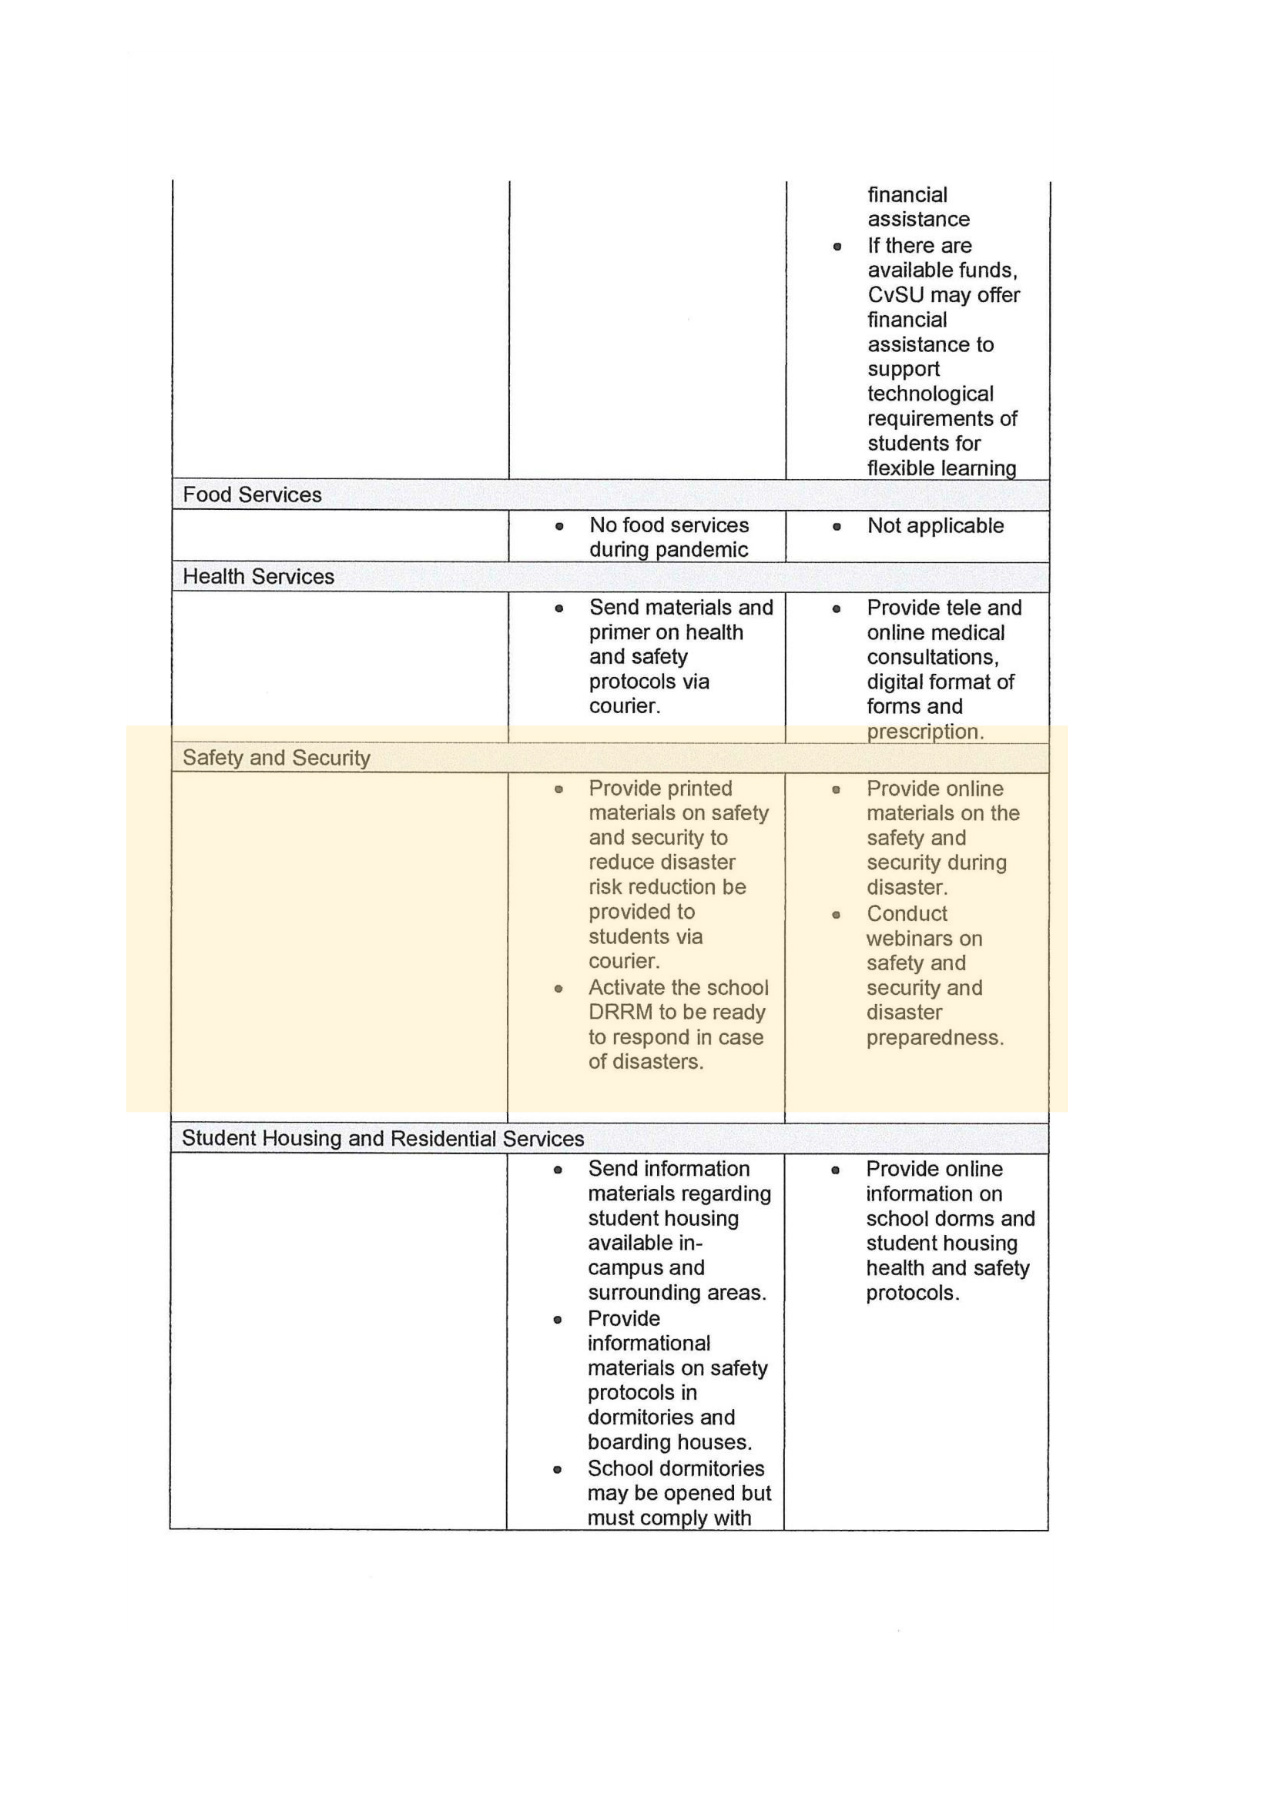 financial
assistance
• If there are
available funds,
CvSU may offer
financial
assistance to
support
technological
requirements of
students for
flexible learning
Food Services
• No food services
during pandemic
• Not applicable
Health Services
• Send materials and
primer on health
and safety
protocols via
courier.
• Provide tele and
online medical
consultations,
digital format of
forms and
prescription.
Safety and Security
• Provide printed
materials on safety
and security to
reduce disaster
risk reduction be
provided to
students via
courier.
• Activate the school
DRRM to be ready
to respond in case
of disasters.
• Provide online
materials on the
safety and
security during
disaster.
• Conduct
webinars on
safety and
security and
disaster
preparedness.
Student Housing and Residential Services
• Send information
materials regarding
student housing
available in-
campus and
surrounding areas.
• Provide
informational
materials on safety
protocols in
dormitories and
boarding houses.
• School dormitories
may be opened but
must comply with
• Provide online
information on
school dorms and
student housing
health and safety
protocols.